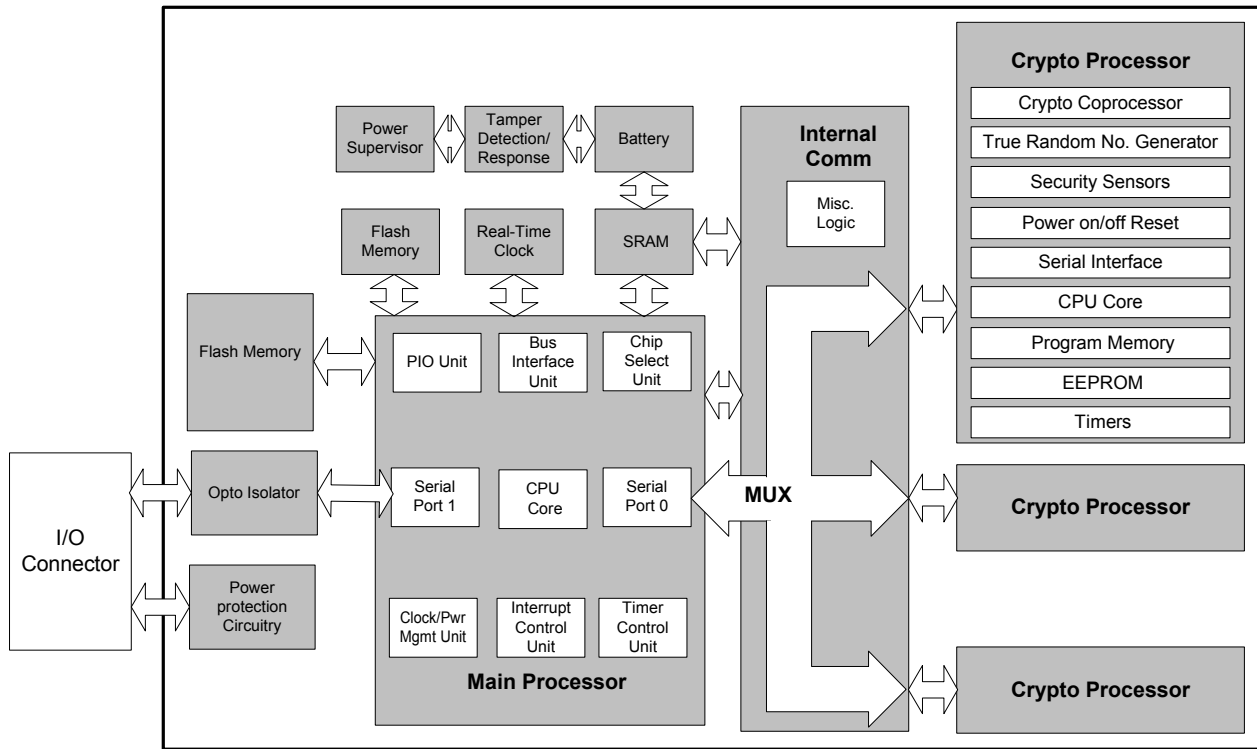 Power
Supervisor
Tamper
Detection/
Response
Battery
Flash
Memory
Real-Time
Clock
SRAM
Flash Memory
PIO Unit
Bus
Interface
Unit
Chip
Select
Unit
I/O
Connector
Opto Isolator
Serial
Port 1
CPU
Core
Serial
Port 0
Power
protection
Circuitry
Clock/Pwr
Mgmt Unit
Interrupt
Control
Unit
Timer
Control
Unit
Main Processor
Internal
Comm
Misc.
Logic
MUX
Crypto Processor
Crypto Coprocessor
True Random No. Generator
Security Sensors
Power on/off Reset
Serial Interface
CPU Core
Program Memory
EEPROM
Timers
Crypto Processor
Crypto Processor